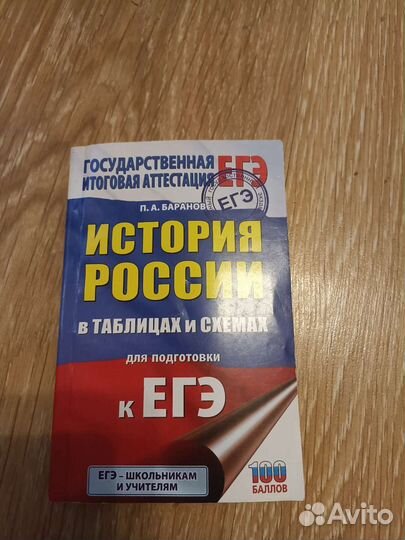 ГОСУДАРСТВЕННАЯ
ИТОГОВАЯ АТТЕСТАЦИЯ
ЕГЭ
ЕГЭ
П. А. БАРАНОВ
ИСТОРИЯ
РОССИИ
в ТАБЛИЦАХ и СХЕМАХ
для подготовки
к ЕГЭ
ЕГЭ – ШКОЛЬНИКАМ
И УЧИТЕЛЯМ
100
БАЛЛОВ
Avito